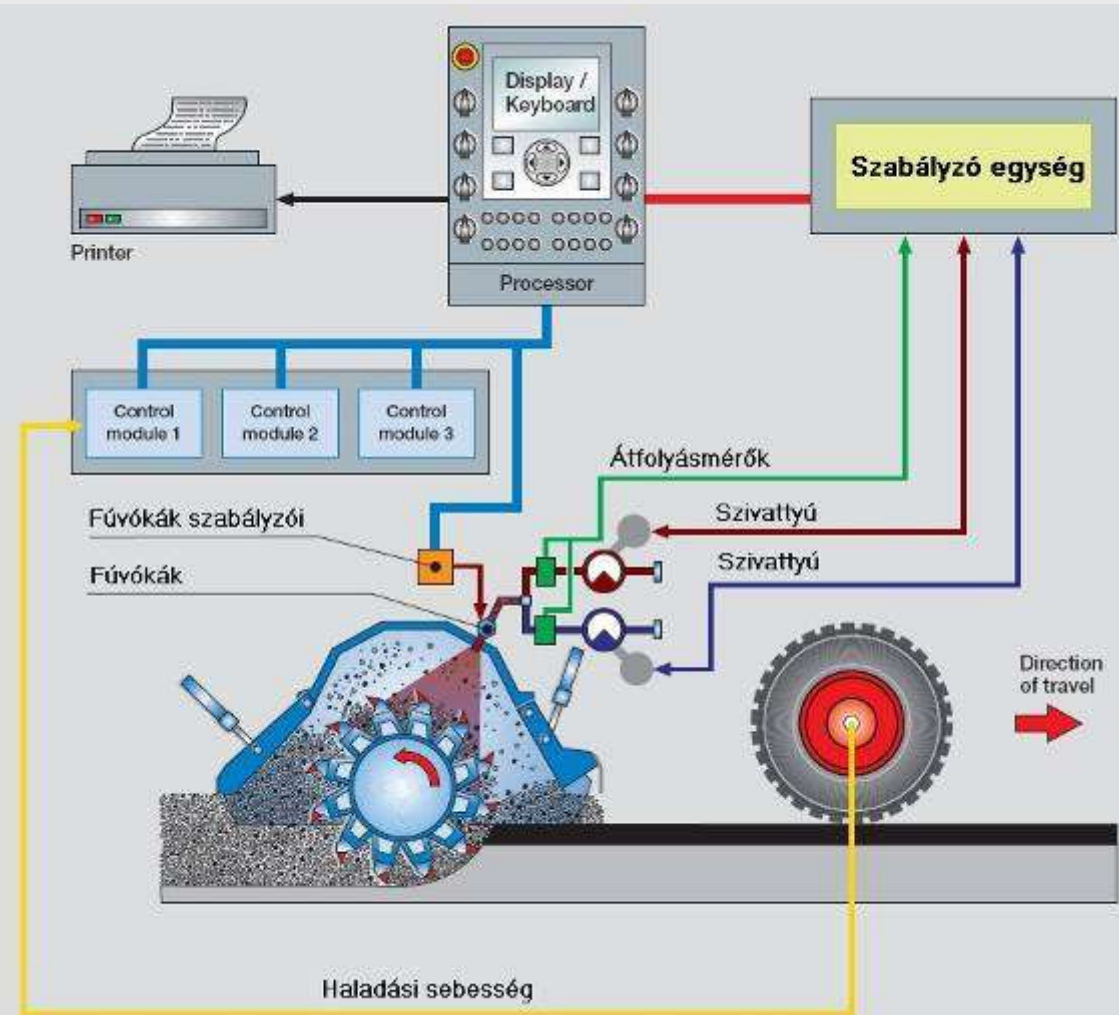 Display /
Keyboard
Szabályzó egység
Printer
Processor
Control
module 1
Control
module 2
Control
module 3
Átfolyásmérők
Fúvókák szabályzói
Szivattyú
Fúvókák
Szivattyú
Direction
of travel
Haladási sebesség